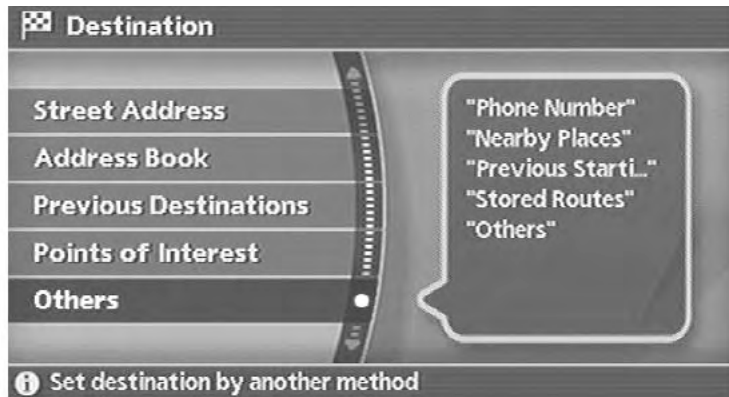 Destination
Street Address
Address Book
Previous Destinations
Points of Interest
Others
"Phone Number"
"Nearby Places"
"Previous Starti..."
"Stored Routes"
"Others"
Set destination by another method